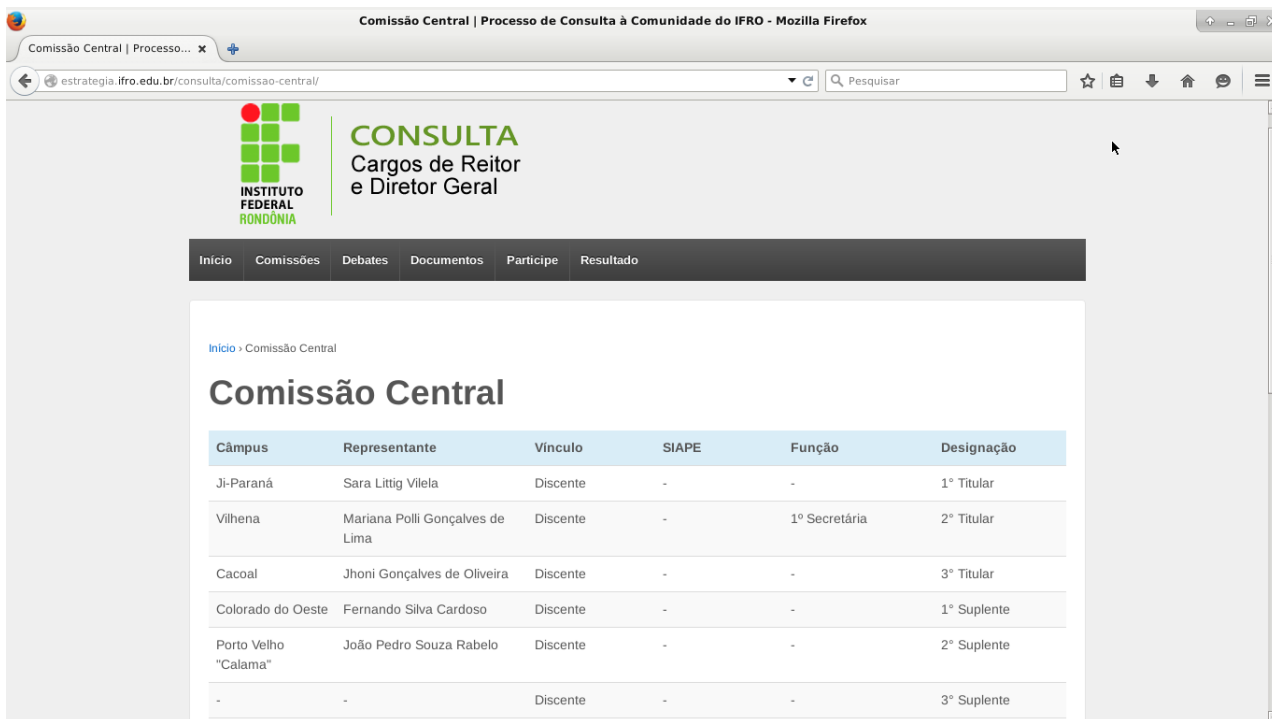 Comissão Central | Processo de Consulta à Comunidade do IFRO - Mozilla Firefox
Comissão Central | Processo...
estrategia.ifro.edu.br/consulta/comissao-central/
Pesquisar
INSTITUTO
FEDERAL
RONDÔNIA
CONSULTA
Cargos de Reitor
e Diretor Geral
Início Comissões Debates Documentos Participe Resultado
Início › Comissão Central
Comissão Central
Câmpus Representante Vínculo SIAPE Função Designação
Ji-Paraná Sara Littig Vilela Discente - - 1° Titular
Vilhena Mariana Polli Gonçalves de Discente - 1º Secretária 2° Titular
Lima
Cacoal Jhoni Gonçalves de Oliveira Discente - - 3° Titular
Colorado do Oeste Fernando Silva Cardoso Discente - - 1° Suplente
Porto Velho João Pedro Souza Rabelo Discente - - 2° Suplente
"Calama"
- - Discente - - 3° Suplente